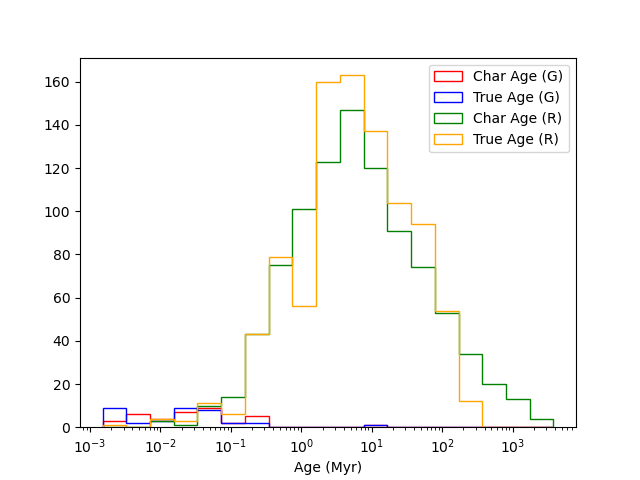 Char Age (G)
True Age (G)
Char Age (R)
True Age (R)
160
140
120
100
80
60
40
20
0
10⁻³ 10⁻² 10⁻¹ 10⁰ 10¹ 10² 10³
Age (Myr)